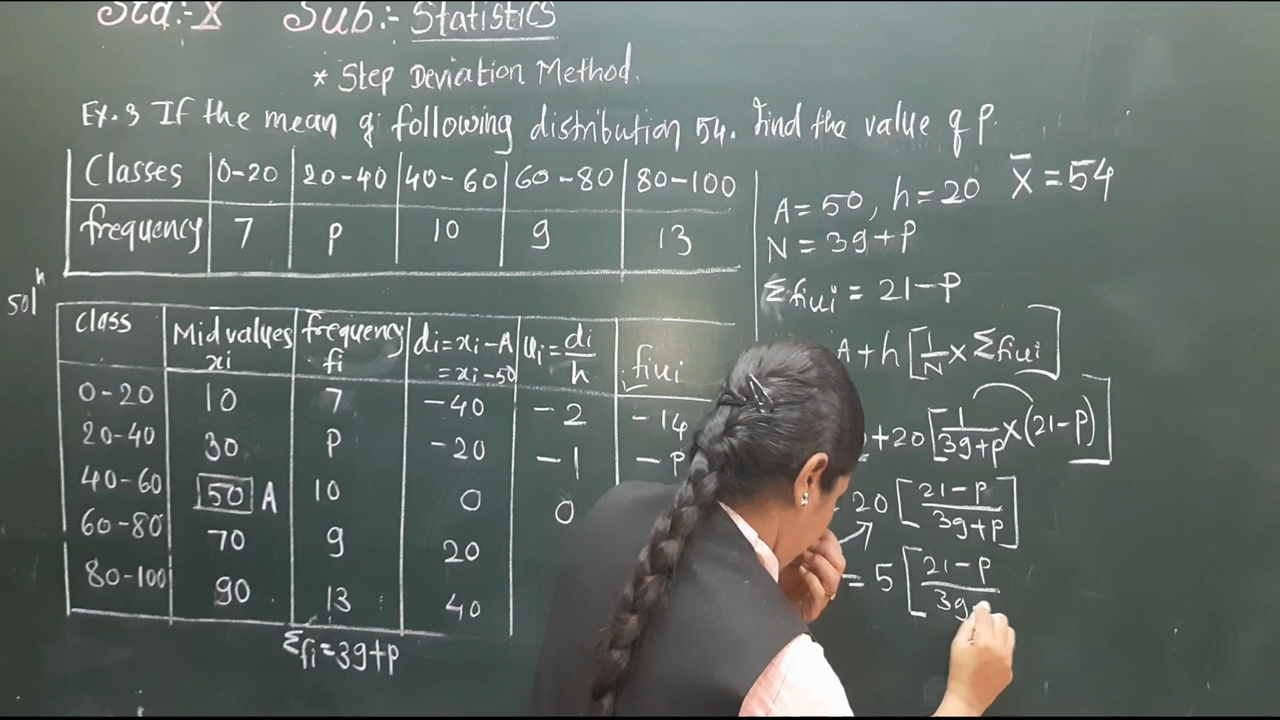 Std:- X Sub:- Statistics
* Step Deviation Method.
Ex. 3 If the mean of following distribution 54. Find the value of P.
Classes 0-20 20-40 40-60 60-80 80-100
frequency 7 P 10 9 13
A = 50, h = 20 x̄ = 54
N = 39+P
Σfiui = 21-P
A + h [1/N × Σfiui]
+ 20 [1/39+P × (21-P)]
20 [21-P/39+P]
= 5 [21-P/39
Solⁿ
Class Mid values xi frequency fi di = xi - A = xi - 50 ui = di/h fiui
0-20 10 7 -40 -2 -14
20-40 30 P -20 -1 -P
40-60 50 A 10 0 0
60-80 70 9 20
80-100 90 13 40
Σfi = 39+P